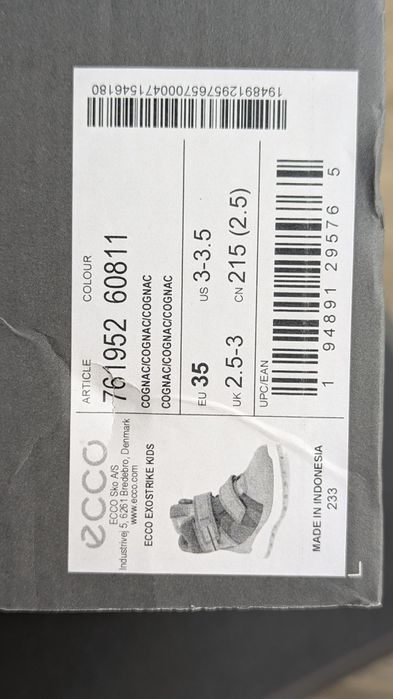 ecco
ECCO Sko A/S
Industrivej 5, 6261 Bredebro, Denmark
www.ecco.com
ECCO EXOSTRIKE KIDS
MADE IN INDONESIA
233
ARTICLE COLOUR
761952 60811
COGNAC/COGNAC/COGNAC
COGNAC/COGNAC/COGNAC
EU 35 US 3-3.5
UK 2.5-3 CN 215 (2.5)
UPC/EAN
1 94891 29576 5
194891295765700047154618​0